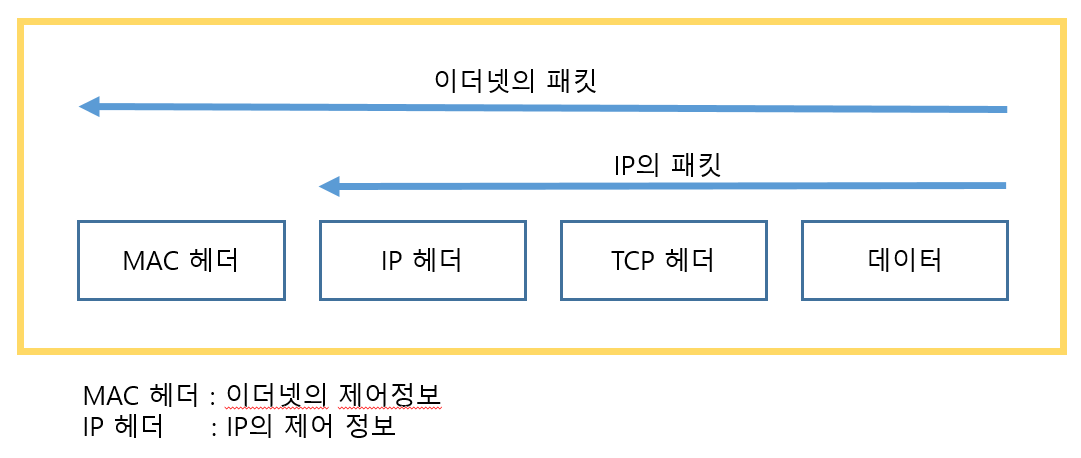 이더넷의 패킷
IP의 패킷
MAC 헤더
IP 헤더
TCP 헤더
데이터
MAC 헤더 : 이더넷의 제어정보
IP 헤더 : IP의 제어 정보